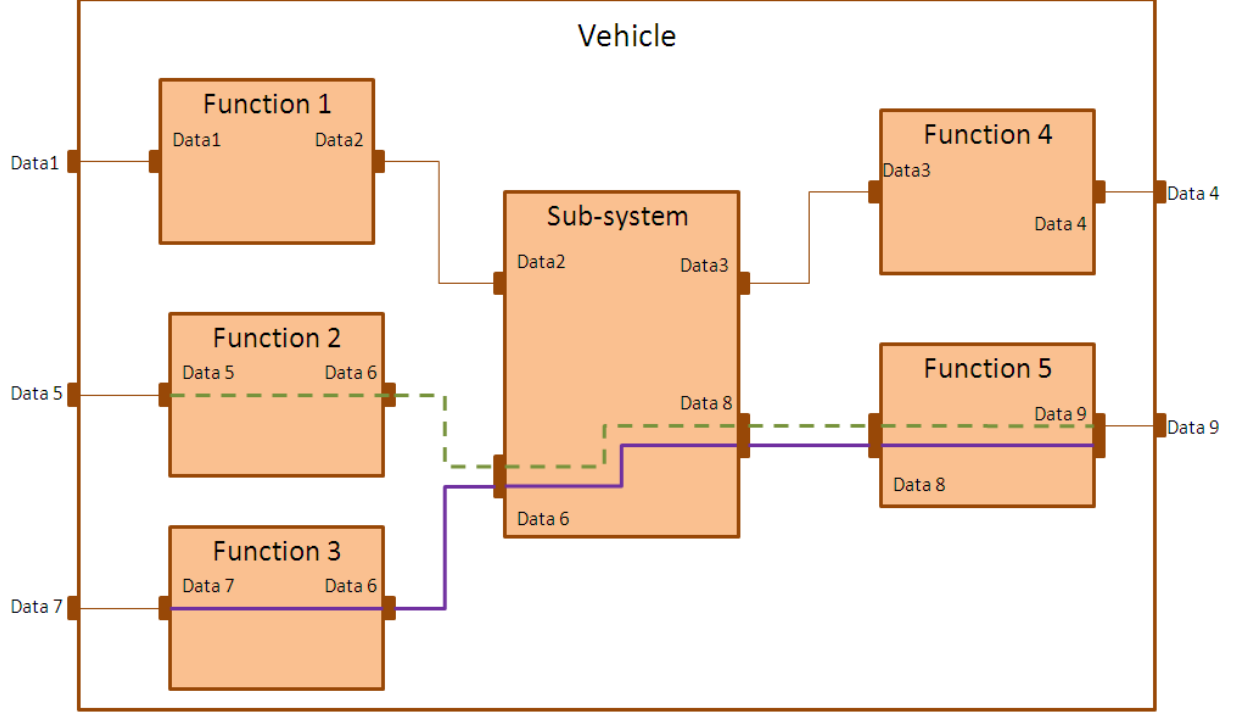 Vehicle
Function 1
Data1
Data2
Data1
Function 4
Data3
Data 4
Data 4
Sub-system
Data2
Data3
Data 8
Data 6
Function 2
Data 5
Data 6
Data 5
Function 5
Data 9
Data 8
Data 9
Function 3
Data 7
Data 6
Data 7